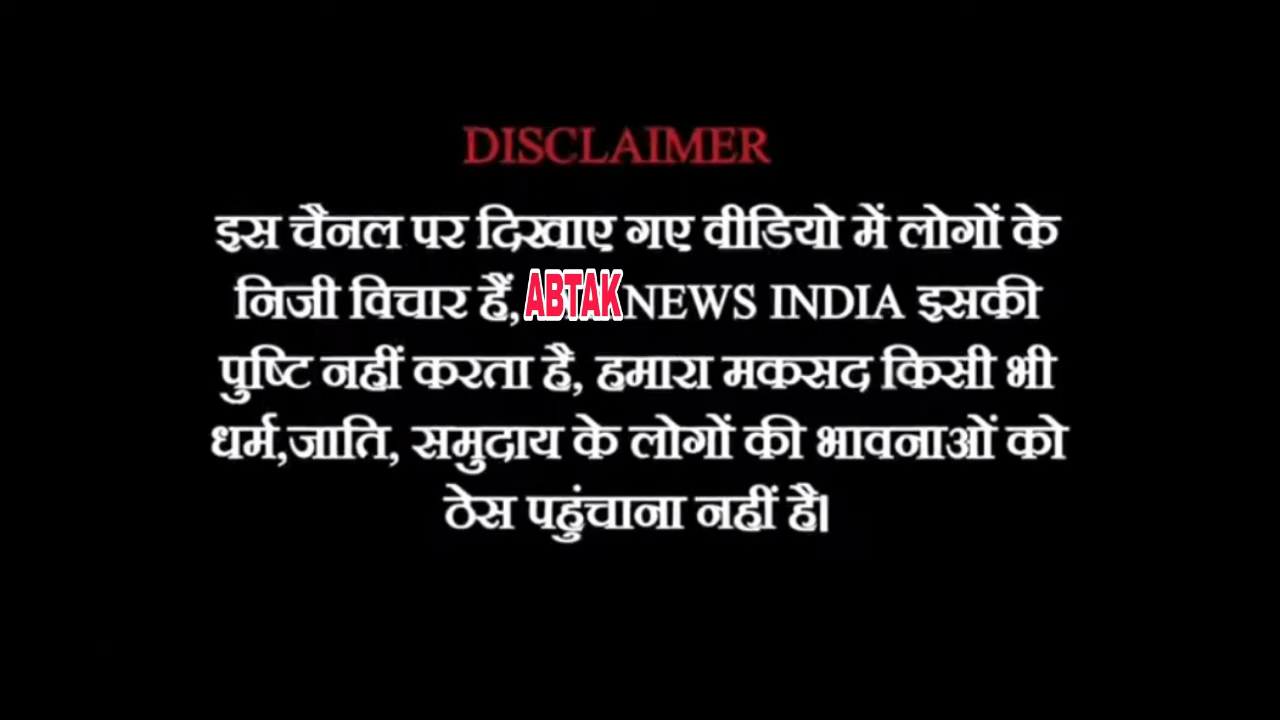 DISCLAIMER
इस चैनल पर दिखाए गए वीडियो में लोगों के
निजी विचार हैं, ABTAK NEWS INDIA इसकी
पुष्टि नहीं करता है, हमारा मकसद किसी भी
धर्म,जाति, समुदाय के लोगों की भावनाओं को
ठेस पहुंचाना नहीं है।